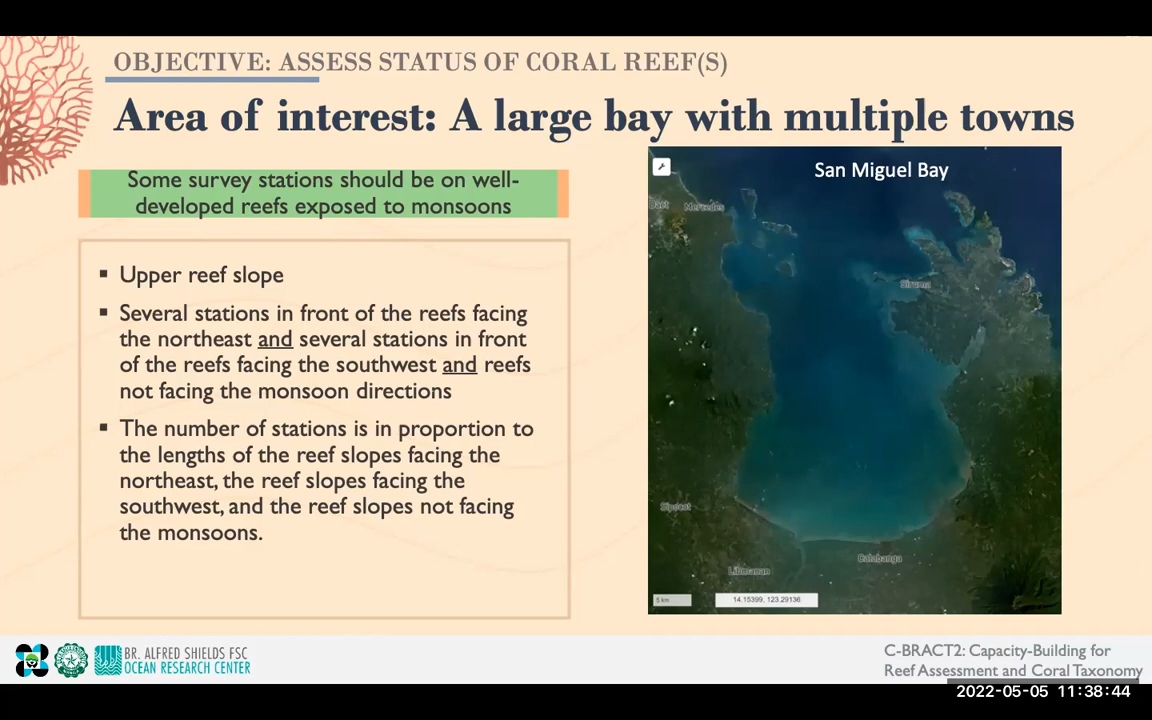 OBJECTIVE: ASSESS STATUS OF CORAL REEF(S)
Area of interest: A large bay with multiple towns
Some survey stations should be on well-
developed reefs exposed to monsoons
▪ Upper reef slope
▪ Several stations in front of the reefs facing
the northeast and several stations in front
of the reefs facing the southwest and reefs
not facing the monsoon directions
▪ The number of stations is in proportion to
the lengths of the reef slopes facing the
northeast, the reef slopes facing the
southwest, and the reef slopes not facing
the monsoons.
San Miguel Bay
Mercedes
Siruma
Sipocot
Calabanga
Libmanan
5 km
14.15399, 123.29136
BR. ALFRED SHIELDS FSC
OCEAN RESEARCH CENTER
C-BRACT2: Capacity-Building for
Reef Assessment and Coral Taxonomy
2022-05-05 11:38:44